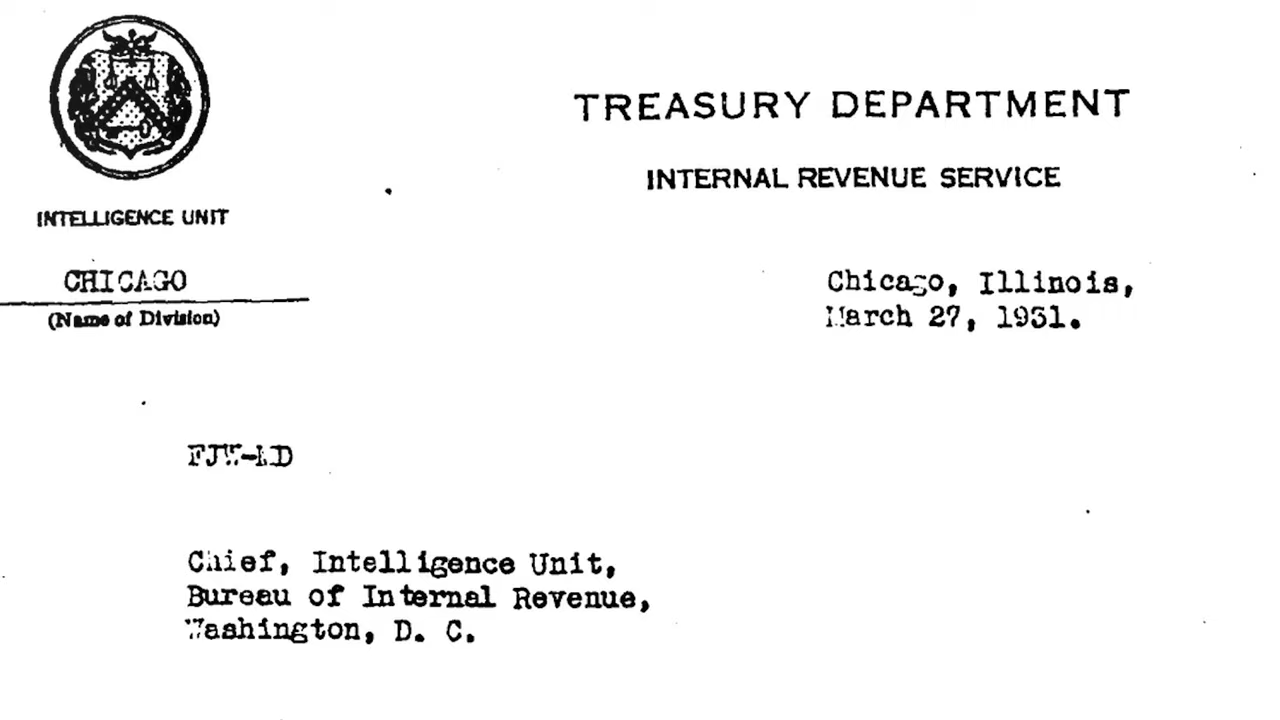 TREASURY DEPARTMENT
INTERNAL REVENUE SERVICE
INTELLIGENCE UNIT
CHICAGO
(Name of Division)
Chicago, Illinois,
March 27, 1931.
Chief, Intelligence Unit,
Bureau of Internal Revenue,
Washington, D. C.